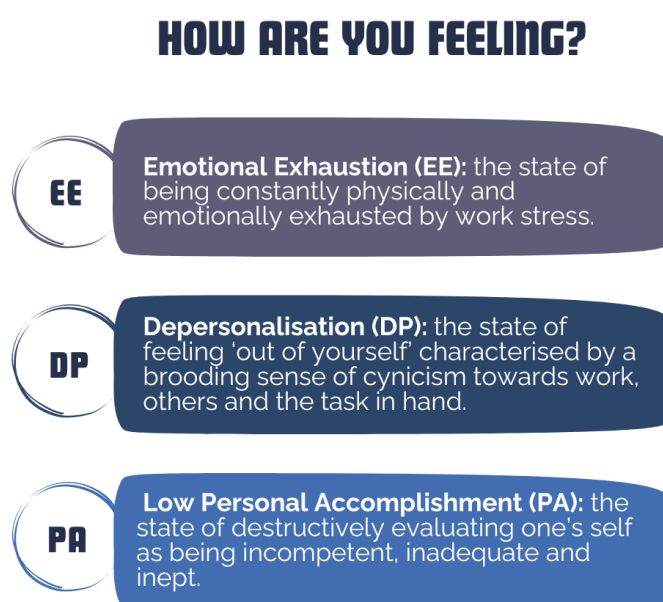 HOW ARE YOU FEELING?
EE
Emotional Exhaustion (EE): the state of
being constantly physically and
emotionally exhausted by work stress.
DP
Depersonalisation (DP): the state of
feeling ‘out of yourself’ characterised by a
brooding sense of cynicism towards work,
others and the task in hand.
PA
Low Personal Accomplishment (PA): the
state of destructively evaluating one’s self
as being incompetent, inadequate and
inept.